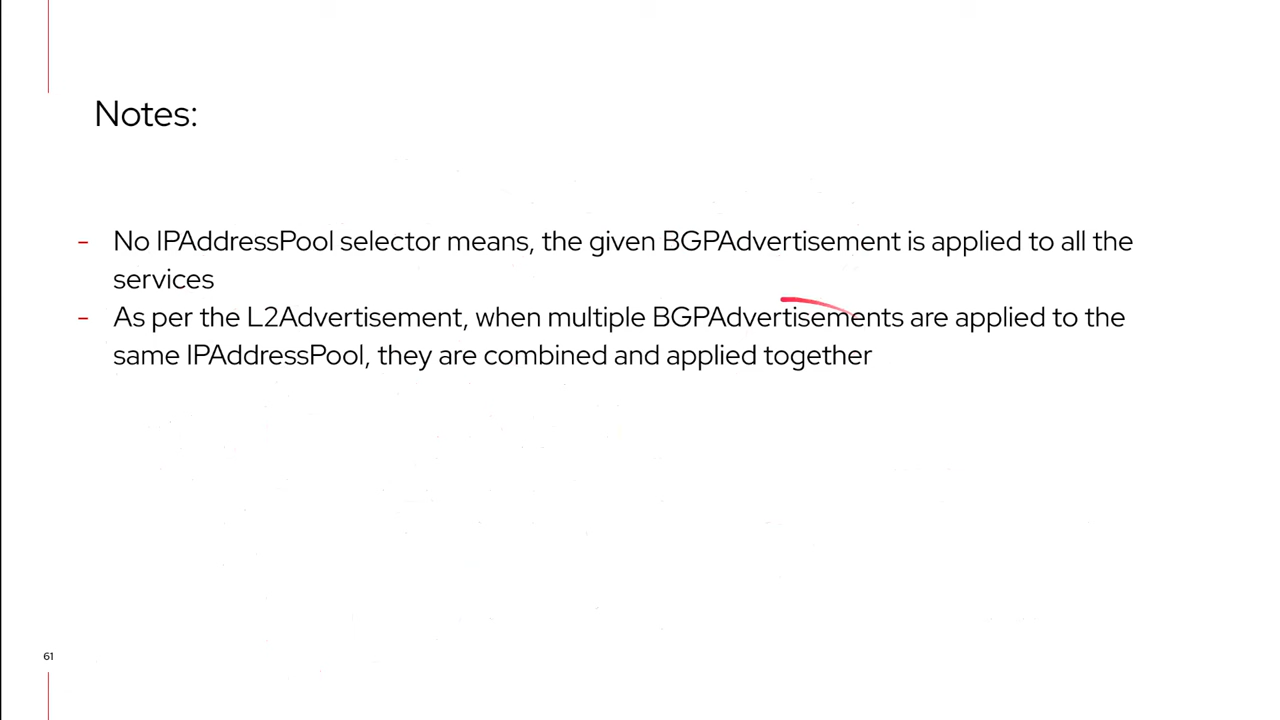 Notes:
- No IPAddressPool selector means, the given BGPAdvertisement is applied to all the
services
- As per the L2Advertisement, when multiple BGPAdvertisements are applied to the
same IPAddressPool, they are combined and applied together
61